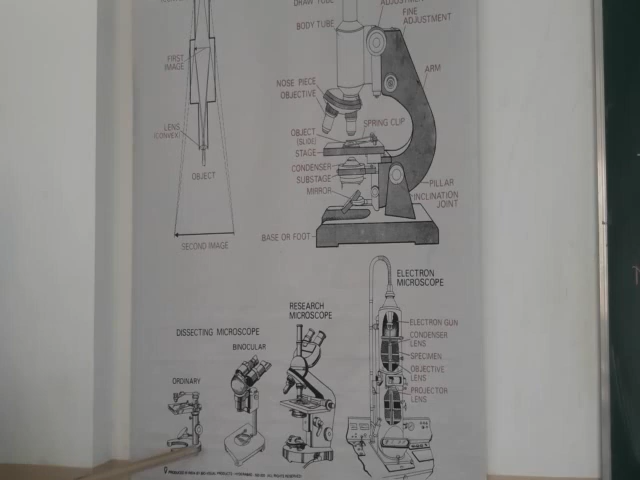 DRAW TUBE
ADJUSTMENT
FINE
ADJUSTMENT
BODY TUBE
FIRST
IMAGE
ARM
NOSE PIECE
OBJECTIVE
LENS
(CONVEX)
OBJECT
(SLIDE)
SPRING CLIP
STAGE
CONDENSER
SUBSTAGE
MIRROR
OBJECT
PILLAR
INCLINATION
JOINT
BASE OR FOOT
SECOND IMAGE
ELECTRON
MICROSCOPE
RESEARCH
MICROSCOPE
ELECTRON GUN
DISSECTING MICROSCOPE
CONDENSER
LENS
BINOCULAR
SPECIMEN
OBJECTIVE
LENS
ORDINARY
PROJECTOR
LENS